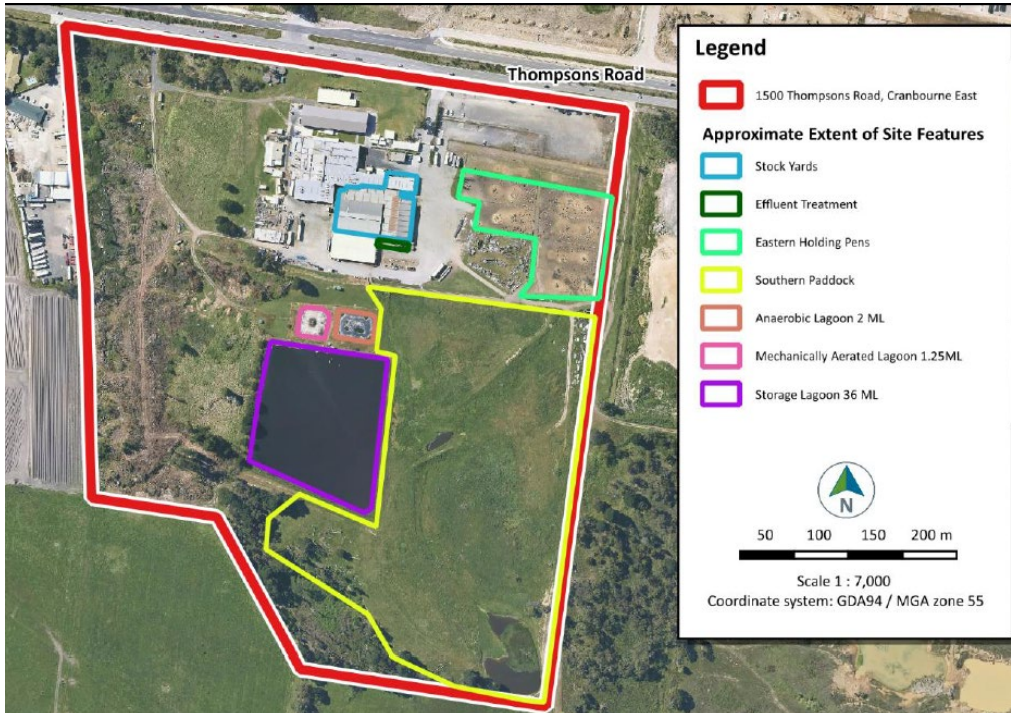 Thompsons Road
Legend
1500 Thompsons Road, Cranbourne East
Approximate Extent of Site Features
Stock Yards
Effluent Treatment
Eastern Holding Pens
Southern Paddock
Anaerobic Lagoon 2 ML
Mechanically Aerated Lagoon 1.25ML
Storage Lagoon 36 ML
N
50 100 150 200 m
Scale 1 : 7,000
Coordinate system: GDA94 / MGA zone 55